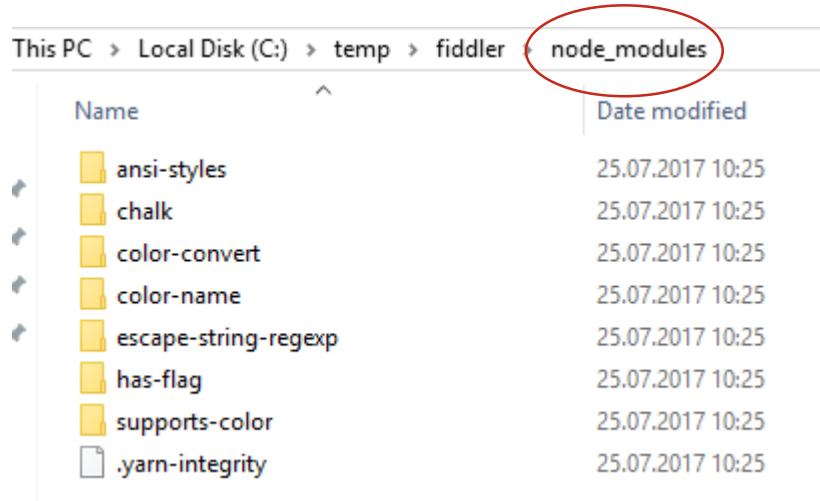 This PC > Local Disk (C:) > temp > fiddler > node_modules
Name Date modified
ansi-styles 25.07.2017 10:25
chalk 25.07.2017 10:25
color-convert 25.07.2017 10:25
color-name 25.07.2017 10:25
escape-string-regexp 25.07.2017 10:25
has-flag 25.07.2017 10:25
supports-color 25.07.2017 10:25
.yarn-integrity 25.07.2017 10:25